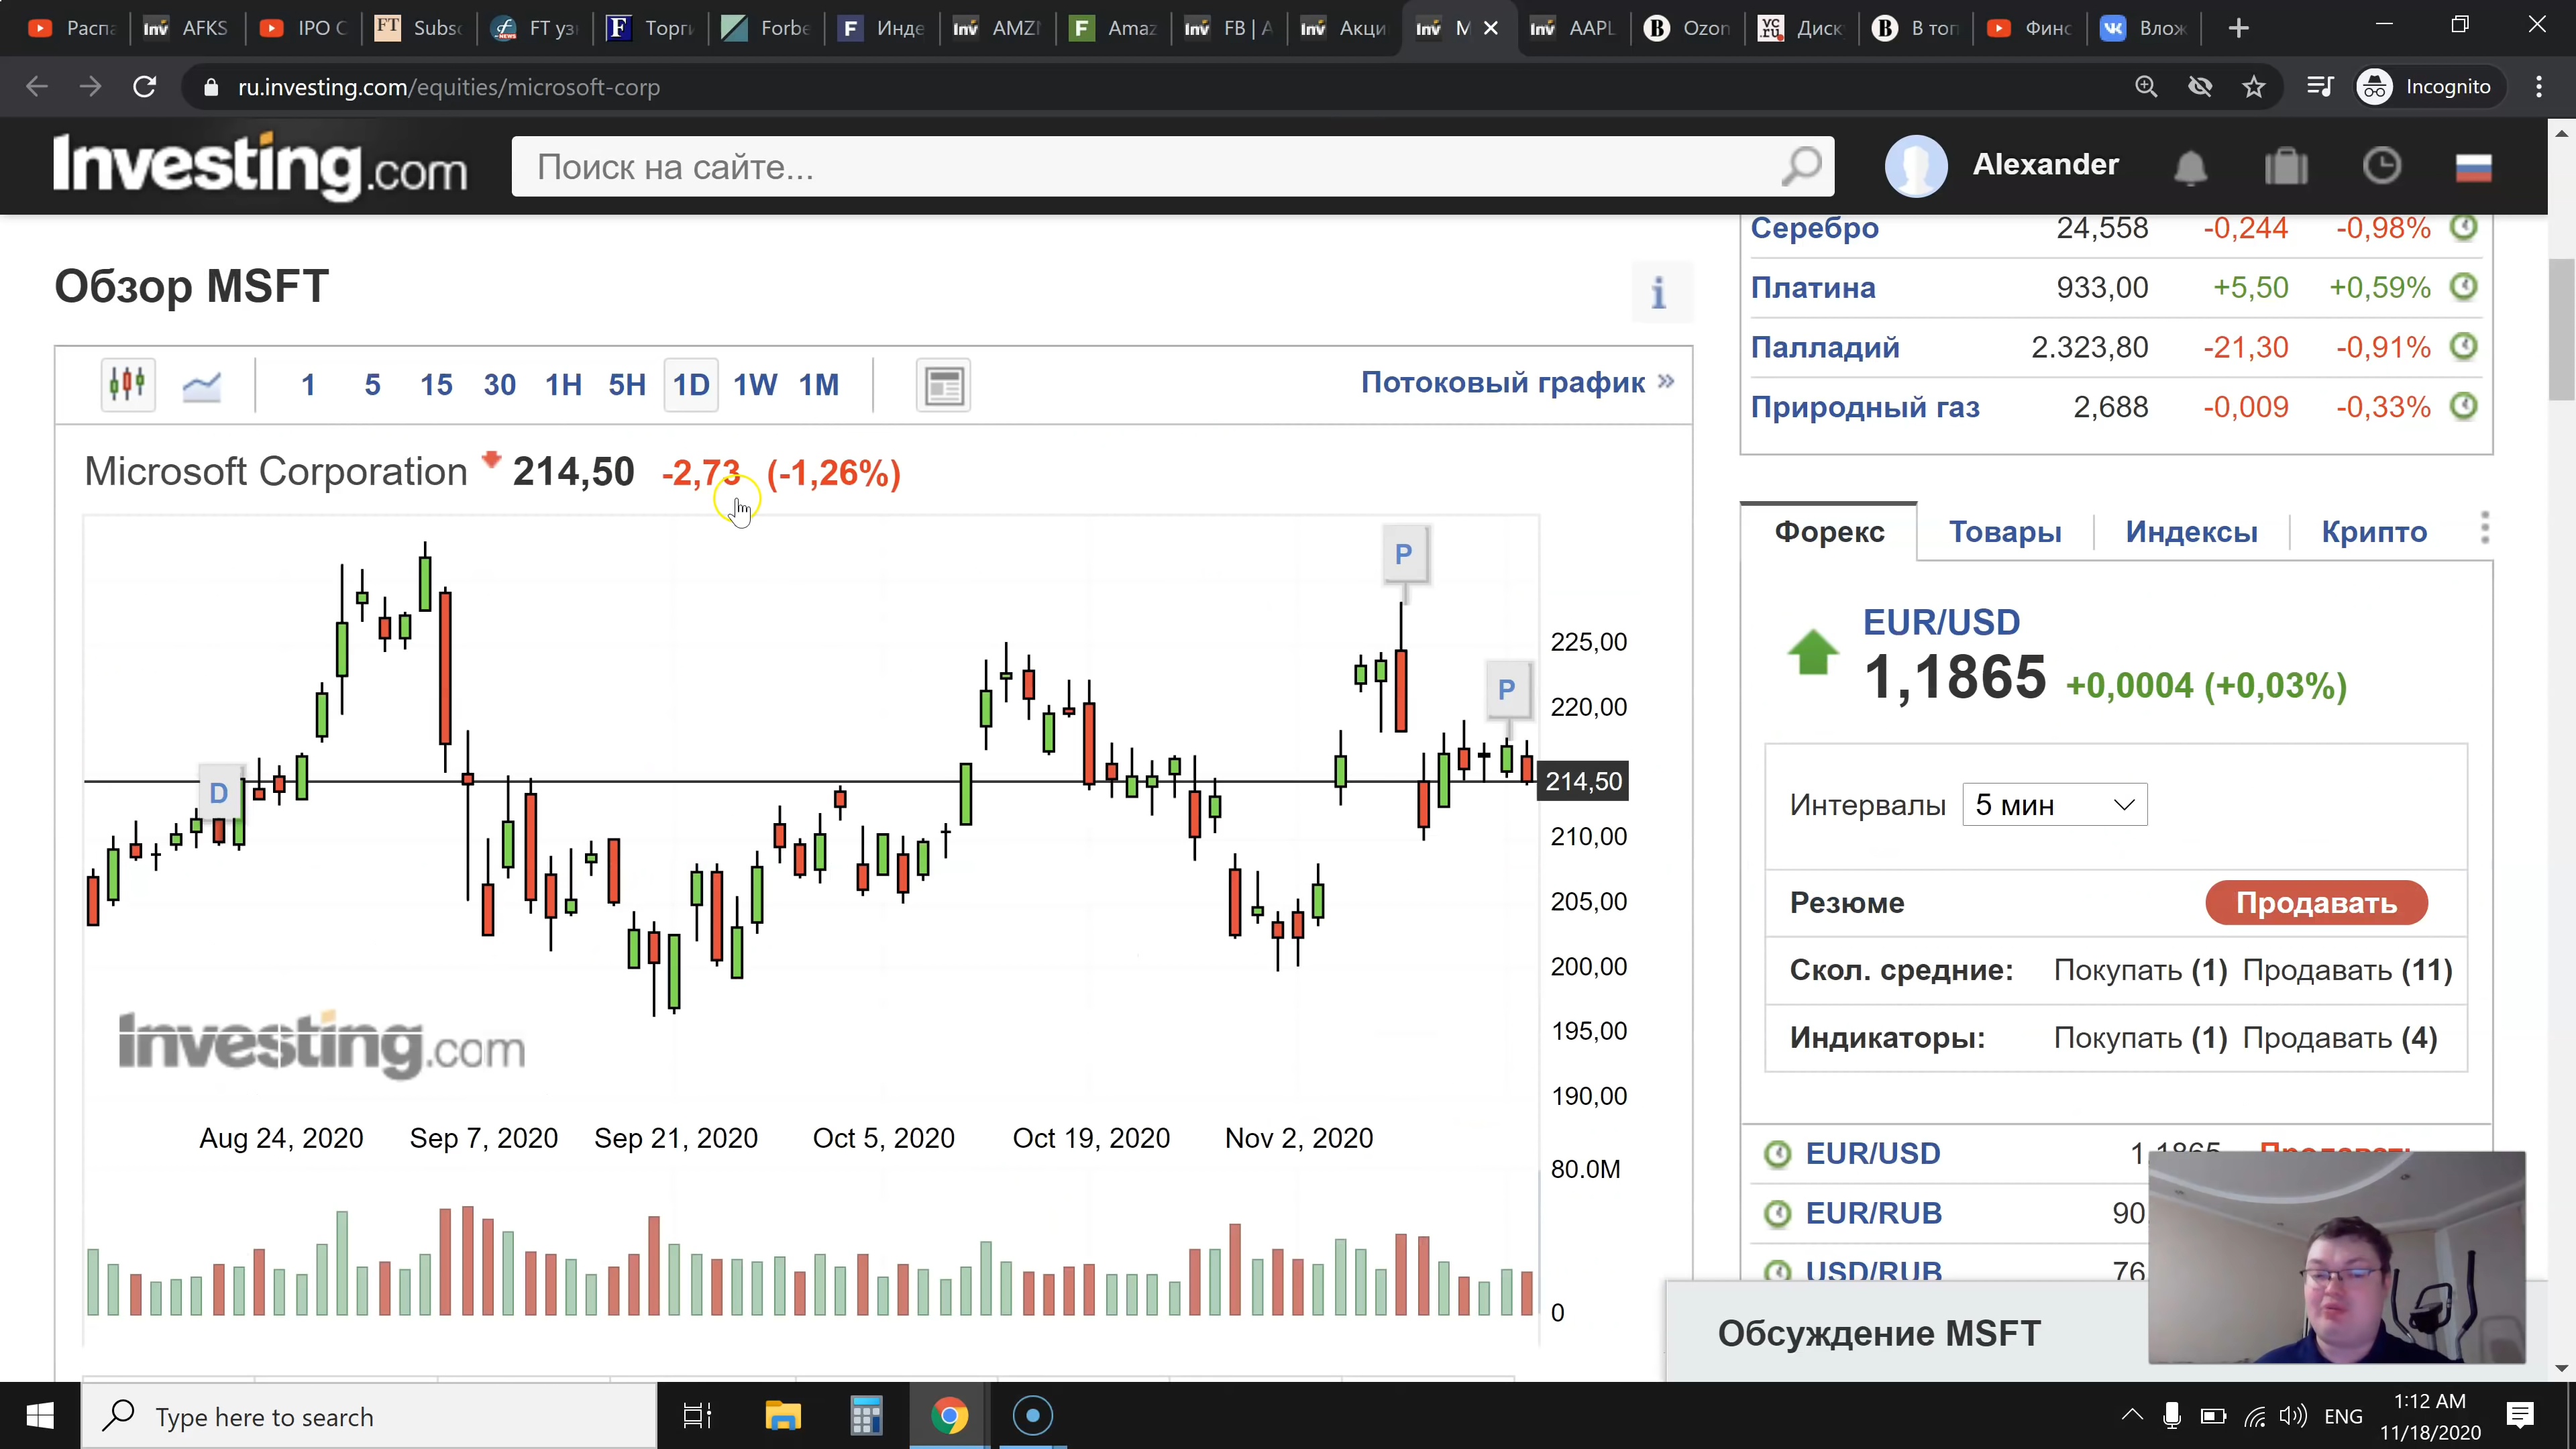 Распа
AFKS
IPO C
Subsc
FT узн
Торги
Forbe
Инде
AMZN
Amaz
FB | A
Акци
M
AAPL
Ozon
Диск
В топ
Финс
Влож
ru.investing.com/equities/microsoft-corp
Incognito
Investing.com
Поиск на сайте...
Alexander
Обзор MSFT
1 5 15 30 1H 5H 1D 1W 1M
Потоковый график »
Microsoft Corporation 214,50 -2,73 (-1,26%)
P
225,00
P
220,00
D
214,50
210,00
205,00
200,00
195,00
Investing.com
190,00
Aug 24, 2020 Sep 7, 2020 Sep 21, 2020 Oct 5, 2020 Oct 19, 2020 Nov 2, 2020
80.0M
0
Серебро 24,558 -0,244 -0,98%
Платина 933,00 +5,50 +0,59%
Палладий 2.323,80 -21,30 -0,91%
Природный газ 2,688 -0,009 -0,33%
Форекс Товары Индексы Крипто
EUR/USD
1,1865 +0,0004 (+0,03%)
Интервалы 5 мин
Резюме Продавать
Скол. средние: Покупать (1) Продавать (11)
Индикаторы: Покупать (1) Продавать (4)
EUR/USD 1,1865 Продавать
EUR/RUB 90
USD/RUB 76
Обсуждение MSFT
Type here to search
ENG
1:12 AM
11/18/2020